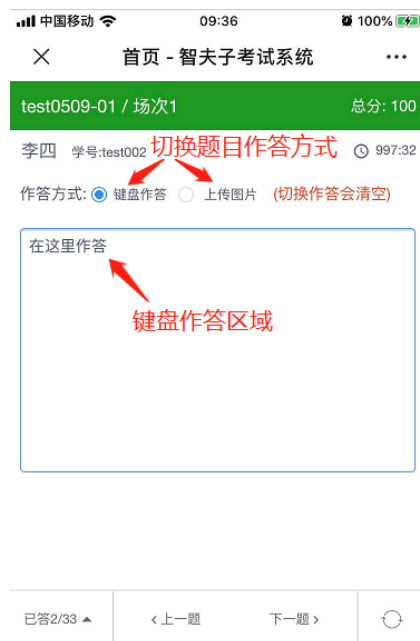 中国移动 09:36 100%
首页 - 智夫子考试系统
test0509-01 / 场次1 总分: 100
李四 学号:test002 切换题目作答方式 997:32
作答方式: 键盘作答 上传图片 (切换作答会清空)
在这里作答
键盘作答区域
已答2/33 上一题 下一题